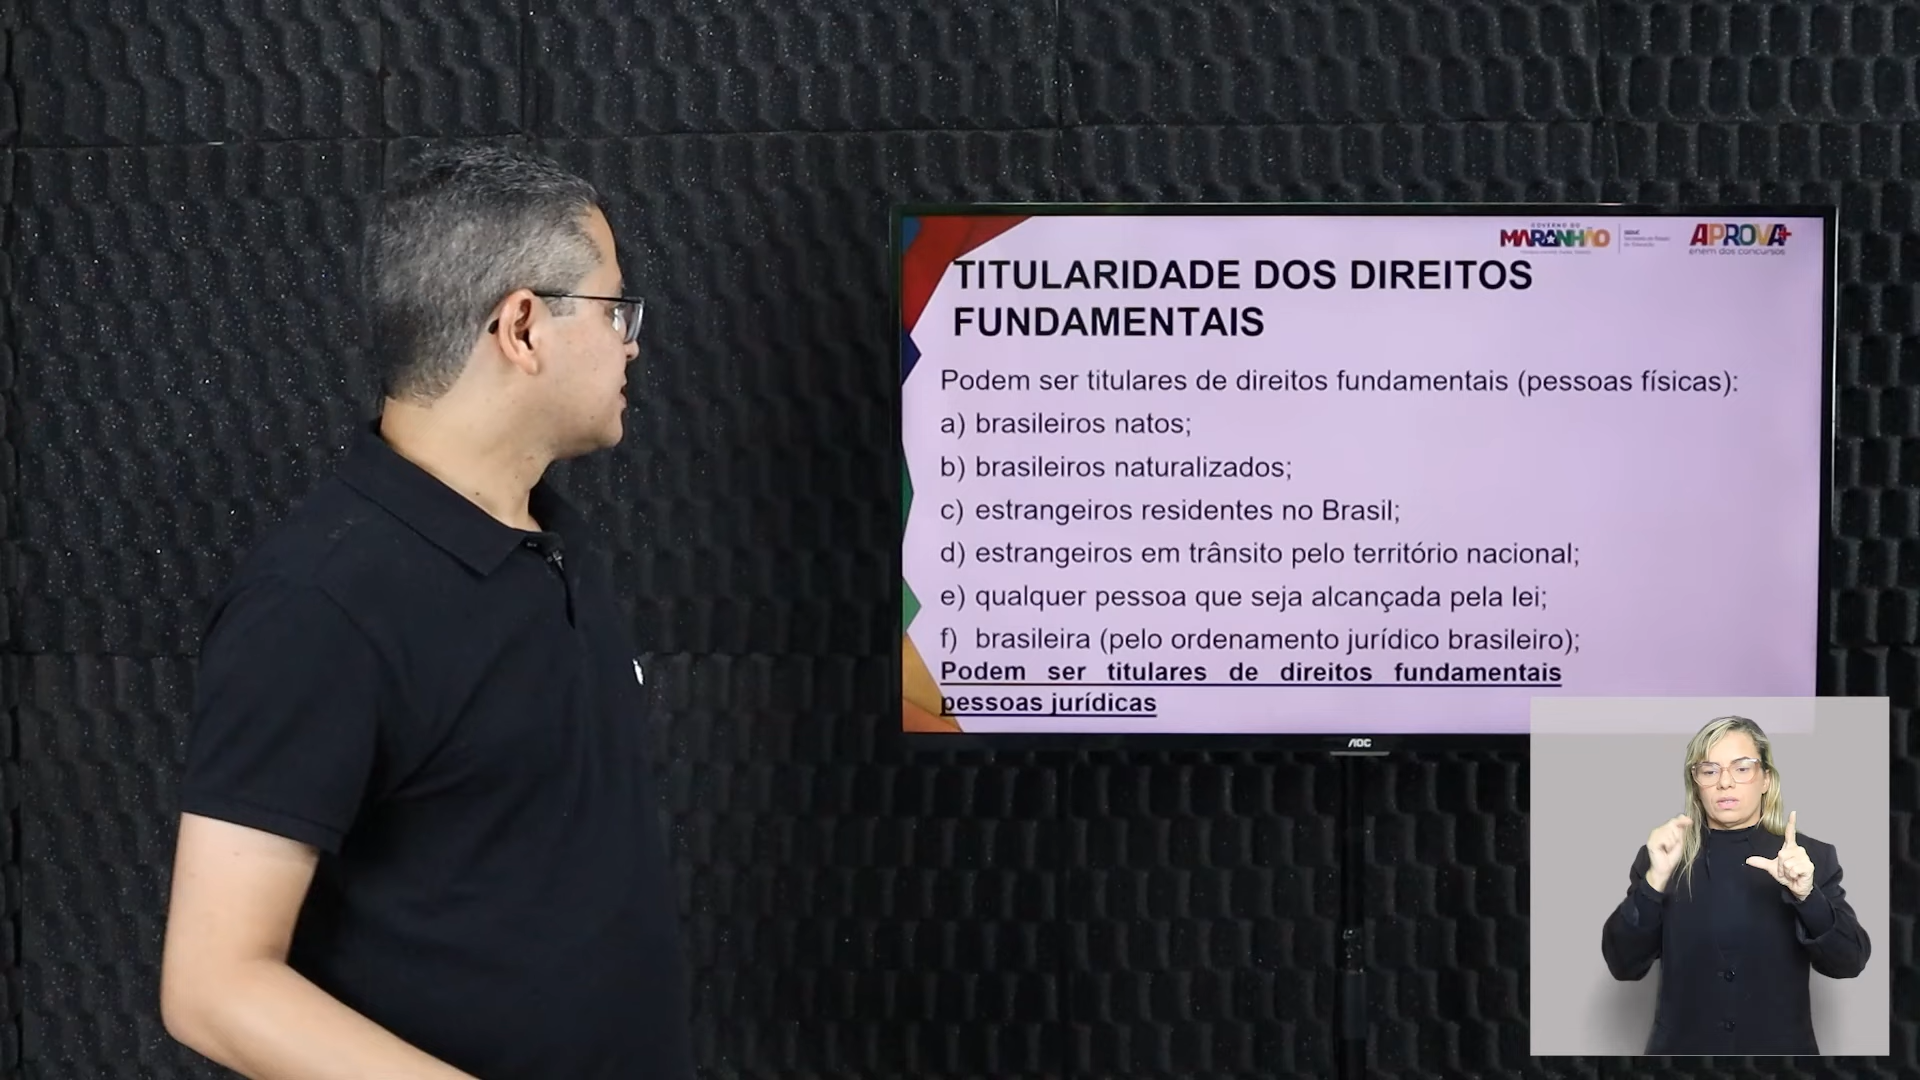 GOVERNO DO
MARANHÃO
APROVA+
enem dos concursos
TITULARIDADE DOS DIREITOS
FUNDAMENTAIS
Podem ser titulares de direitos fundamentais (pessoas físicas):
a) brasileiros natos;
b) brasileiros naturalizados;
c) estrangeiros residentes no Brasil;
d) estrangeiros em trânsito pelo território nacional;
e) qualquer pessoa que seja alcançada pela lei;
f) brasileira (pelo ordenamento jurídico brasileiro);
Podem ser titulares de direitos fundamentais
pessoas jurídicas
AOC